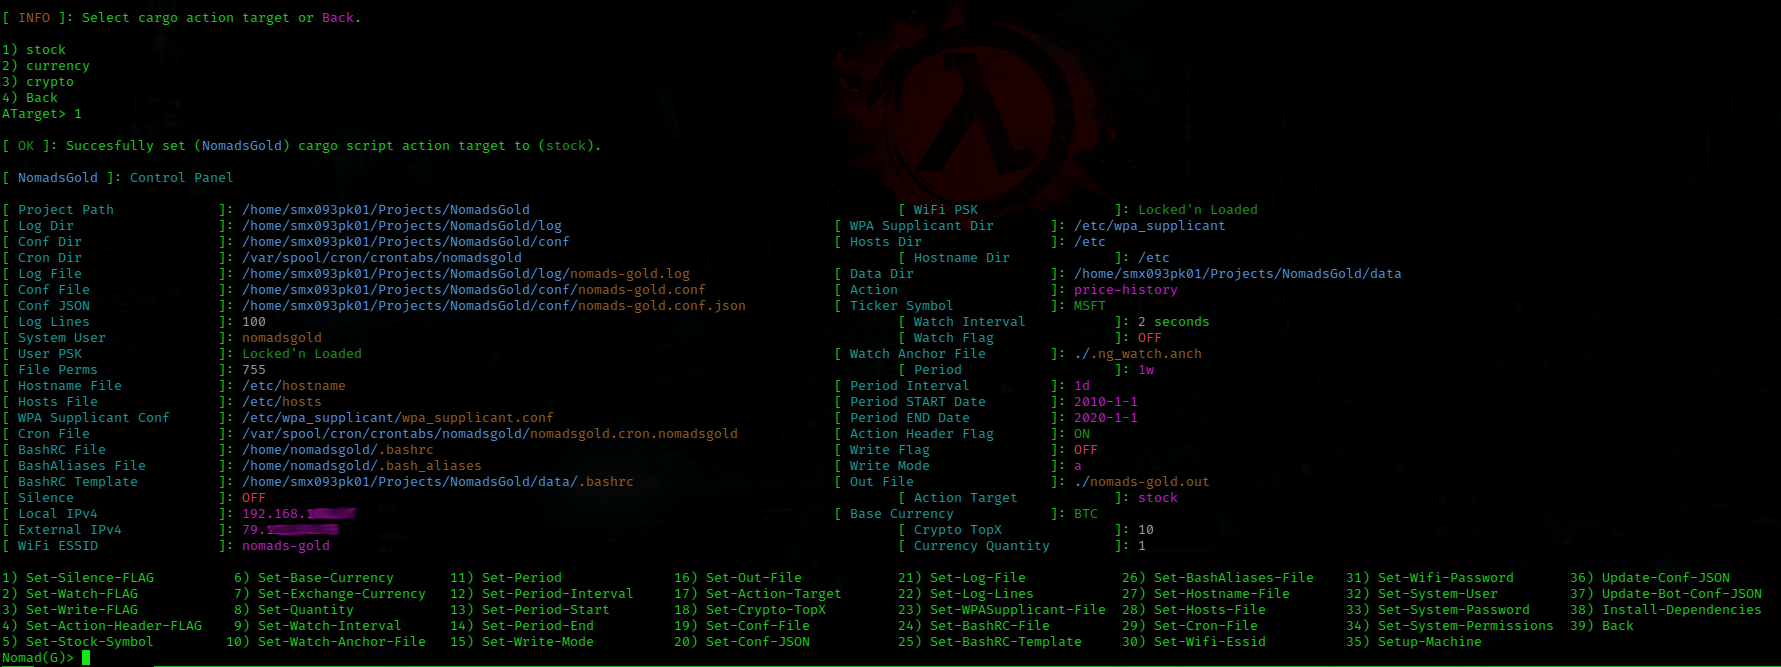 [ INFO ]: Select cargo action target or Back.
1) stock
2) currency
3) crypto
4) Back
ATarget> 1
[ OK ]: Succesfully set (NomadsGold) cargo script action target to (stock).
[ NomadsGold ]: Control Panel
[ Project Path ]: /home/smx093pk01/Projects/NomadsGold [ WiFi PSK ]: Locked'n Loaded
[ Log Dir ]: /home/smx093pk01/Projects/NomadsGold/log [ WPA Supplicant Dir ]: /etc/wpa_supplicant
[ Conf Dir ]: /home/smx093pk01/Projects/NomadsGold/conf [ Hosts Dir ]: /etc
[ Cron Dir ]: /var/spool/cron/crontabs/nomadsgold [ Hostname Dir ]: /etc
[ Log File ]: /home/smx093pk01/Projects/NomadsGold/log/nomads-gold.log [ Data Dir ]: /home/smx093pk01/Projects/NomadsGold/data
[ Conf File ]: /home/smx093pk01/Projects/NomadsGold/conf/nomads-gold.conf [ Action ]: price-history
[ Conf JSON ]: /home/smx093pk01/Projects/NomadsGold/conf/nomads-gold.conf.json [ Ticker Symbol ]: MSFT
[ Log Lines ]: 100 [ Watch Interval ]: 2 seconds
[ System User ]: nomadsgold [ Watch Flag ]: OFF
[ User PSK ]: Locked'n Loaded [ Watch Anchor File ]: ./.ng_watch.anch
[ File Perms ]: 755 [ Period ]: 1w
[ Hostname File ]: /etc/hostname [ Period Interval ]: 1d
[ Hosts File ]: /etc/hosts [ Period START Date ]: 2010-1-1
[ WPA Supplicant Conf ]: /etc/wpa_supplicant/wpa_supplicant.conf [ Period END Date ]: 2020-1-1
[ Cron File ]: /var/spool/cron/crontabs/nomadsgold/nomadsgold.cron.nomadsgold [ Action Header Flag ]: ON
[ BashRC File ]: /home/nomadsgold/.bashrc [ Write Flag ]: OFF
[ BashAliases File ]: /home/nomadsgold/.bash_aliases [ Write Mode ]: a
[ BashRC Template ]: /home/smx093pk01/Projects/NomadsGold/data/.bashrc [ Out File ]: ./nomads-gold.out
[ Silence ]: OFF [ Action Target ]: stock
[ Local IPv4 ]: 192.168. [ Base Currency ]: BTC
[ External IPv4 ]: 79. [ Crypto TopX ]: 10
[ WiFi ESSID ]: nomads-gold [ Currency Quantity ]: 1
1) Set-Silence-FLAG 6) Set-Base-Currency 11) Set-Period 16) Set-Out-File 21) Set-Log-File 26) Set-BashAliases-File 31) Set-Wifi-Password 36) Update-Conf-JSON
2) Set-Watch-FLAG 7) Set-Exchange-Currency 12) Set-Period-Interval 17) Set-Action-Target 22) Set-Log-Lines 27) Set-Hostname-File 32) Set-System-User 37) Update-Bot-Conf-JSON
3) Set-Write-FLAG 8) Set-Quantity 13) Set-Period-Start 18) Set-Crypto-TopX 23) Set-WPASupplicant-File 28) Set-Hosts-File 33) Set-System-Password 38) Install-Dependencies
4) Set-Action-Header-FLAG 9) Set-Watch-Interval 14) Set-Period-End 19) Set-Conf-File 24) Set-BashRC-File 29) Set-Cron-File 34) Set-System-Permissions 39) Back
5) Set-Stock-Symbol 10) Set-Watch-Anchor-File 15) Set-Write-Mode 20) Set-Conf-JSON 25) Set-BashRC-Template 30) Set-Wifi-Essid 35) Setup-Machine
Nomad(G)>